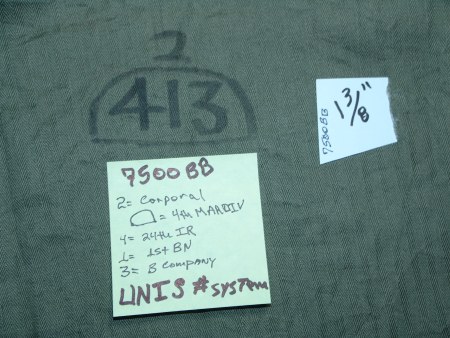 2
413
1 3/8"
7500BB
7500BB
2= Corporal
= 4th MARDIV
4= 24th IR
1= 1st BN
3= B Company
UNIS # system